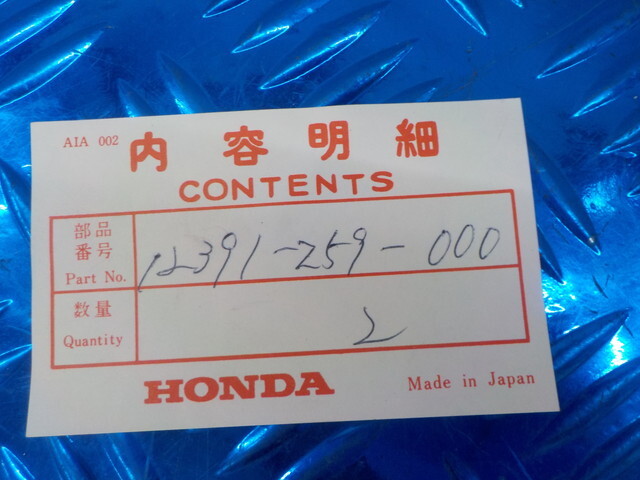 AIA 002
内容明細
CONTENTS
部品
番号
Part No.
12391-259-000
数量
Quantity
2
HONDA
Made in Japan